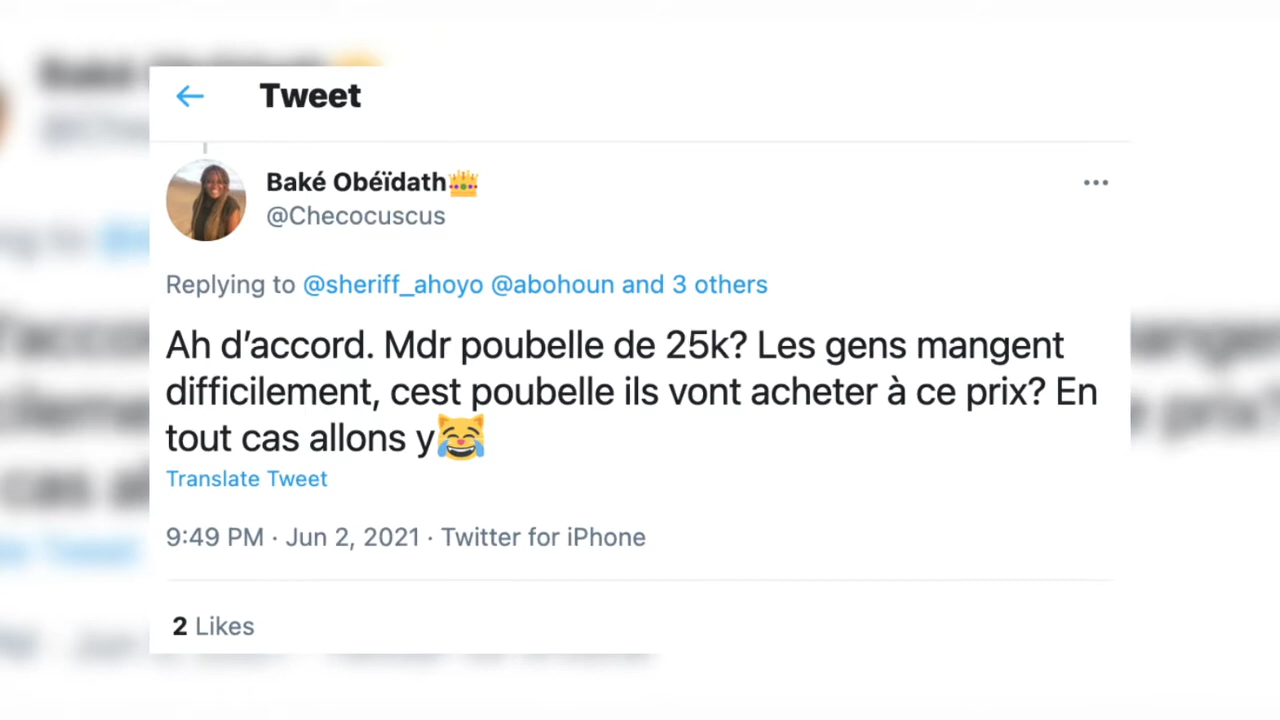 Tweet
Baké Obéïdath👑
@Checocuscus
Replying to @sheriff_ahoyo @abohoun and 3 others
Ah d’accord. Mdr poubelle de 25k? Les gens mangent
difficilement, cest poubelle ils vont acheter à ce prix? En
tout cas allons y😹
Translate Tweet
9:49 PM · Jun 2, 2021 · Twitter for iPhone
2 Likes